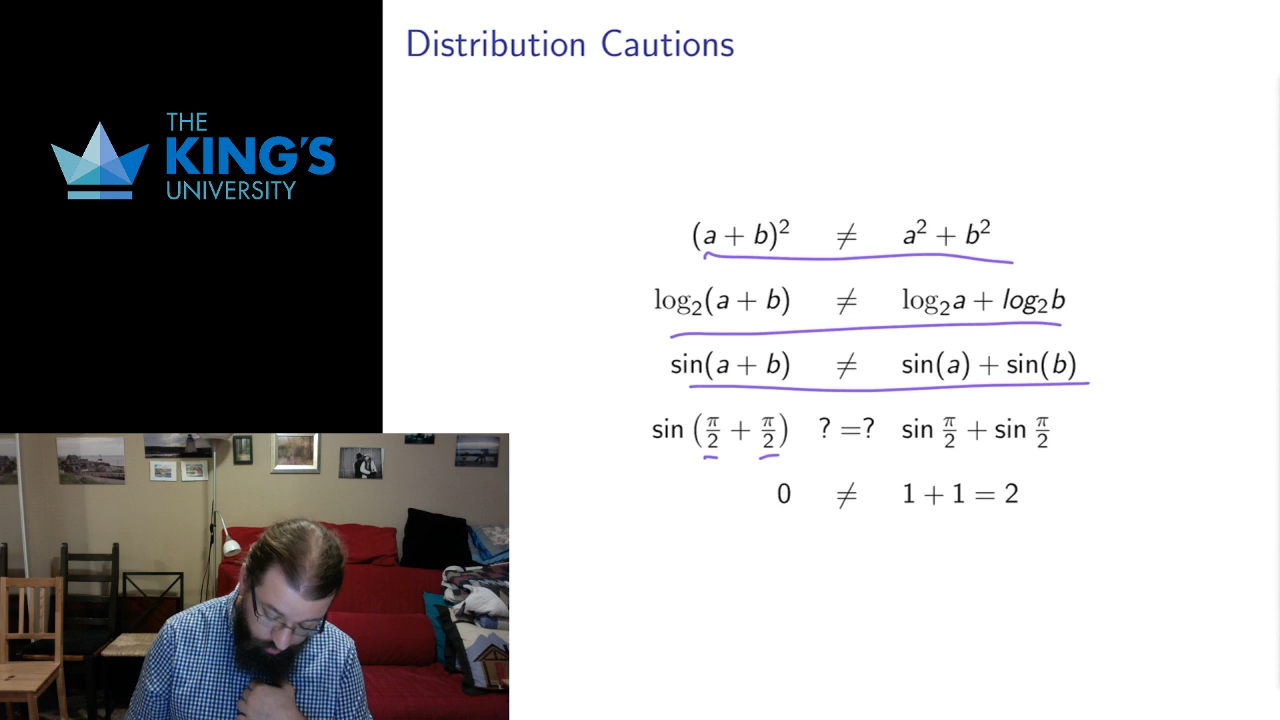 Distribution Cautions
THE
KING'S
UNIVERSITY
(a + b)² ≠ a² + b²
log₂(a + b) ≠ log₂a + log₂b
sin(a + b) ≠ sin(a) + sin(b)
sin (π/2 + π/2) ? =? sin π/2 + sin π/2
0 ≠ 1 + 1 = 2